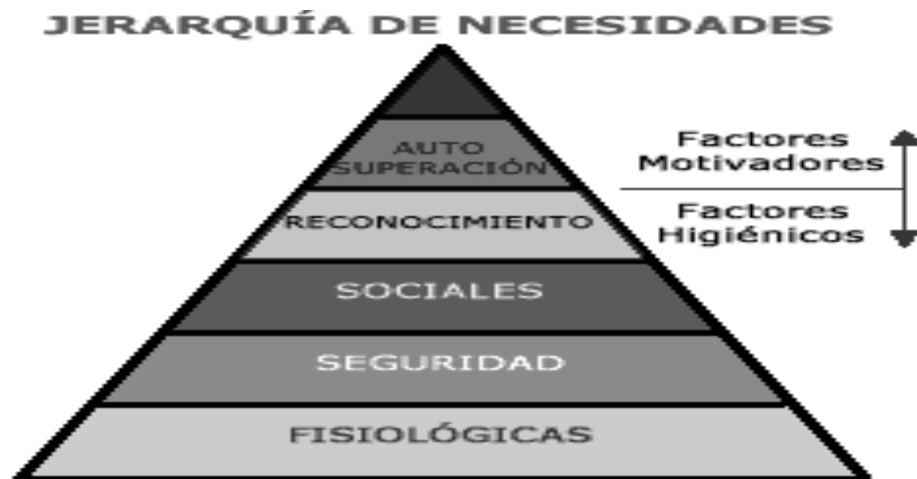 JERARQUÍA DE NECESIDADES
AUTO
SUPERACIÓN
RECONOCIMIENTO
SOCIALES
SEGURIDAD
FISIOLÓGICAS
Factores
Motivadores
Factores
Higiénicos